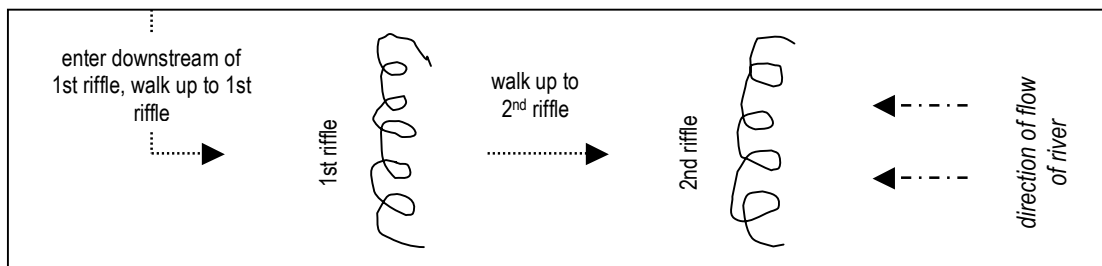 enter downstream of
1st riffle, walk up to 1st
riffle
1st riffle
walk up to
2nd riffle
2nd riffle
direction of flow
of river